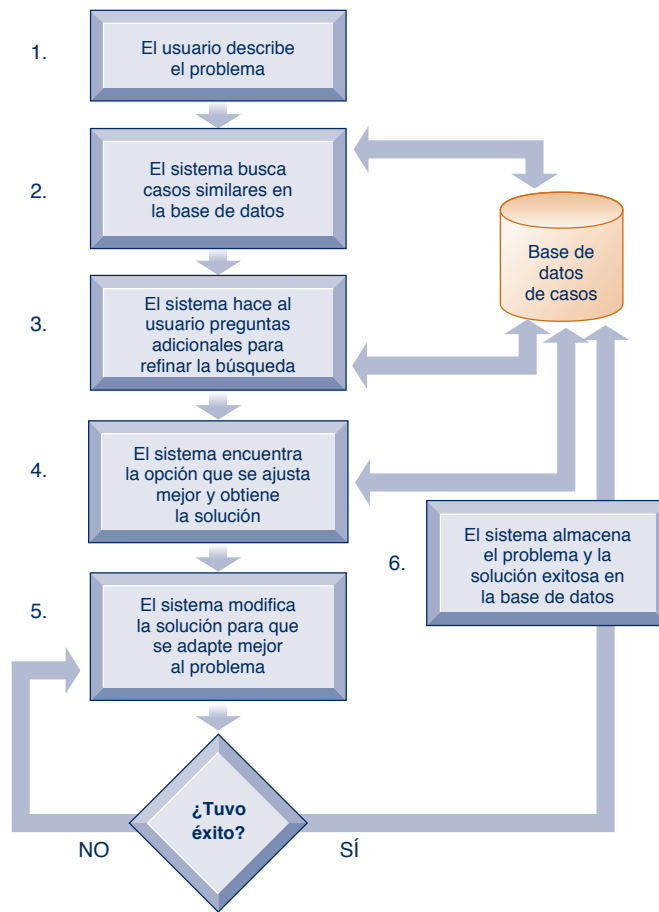 1.
El usuario describe
el problema
2.
El sistema busca
casos similares en
la base de datos
Base de
datos
de casos
3.
El sistema hace al
usuario preguntas
adicionales para
refinar la búsqueda
4.
El sistema encuentra
la opción que se ajusta
mejor y obtiene
la solución
5.
El sistema modifica
la solución para que
se adapte mejor
al problema
6.
El sistema almacena
el problema y la
solución exitosa en
la base de datos
¿Tuvo
éxito?
NO
SÍ